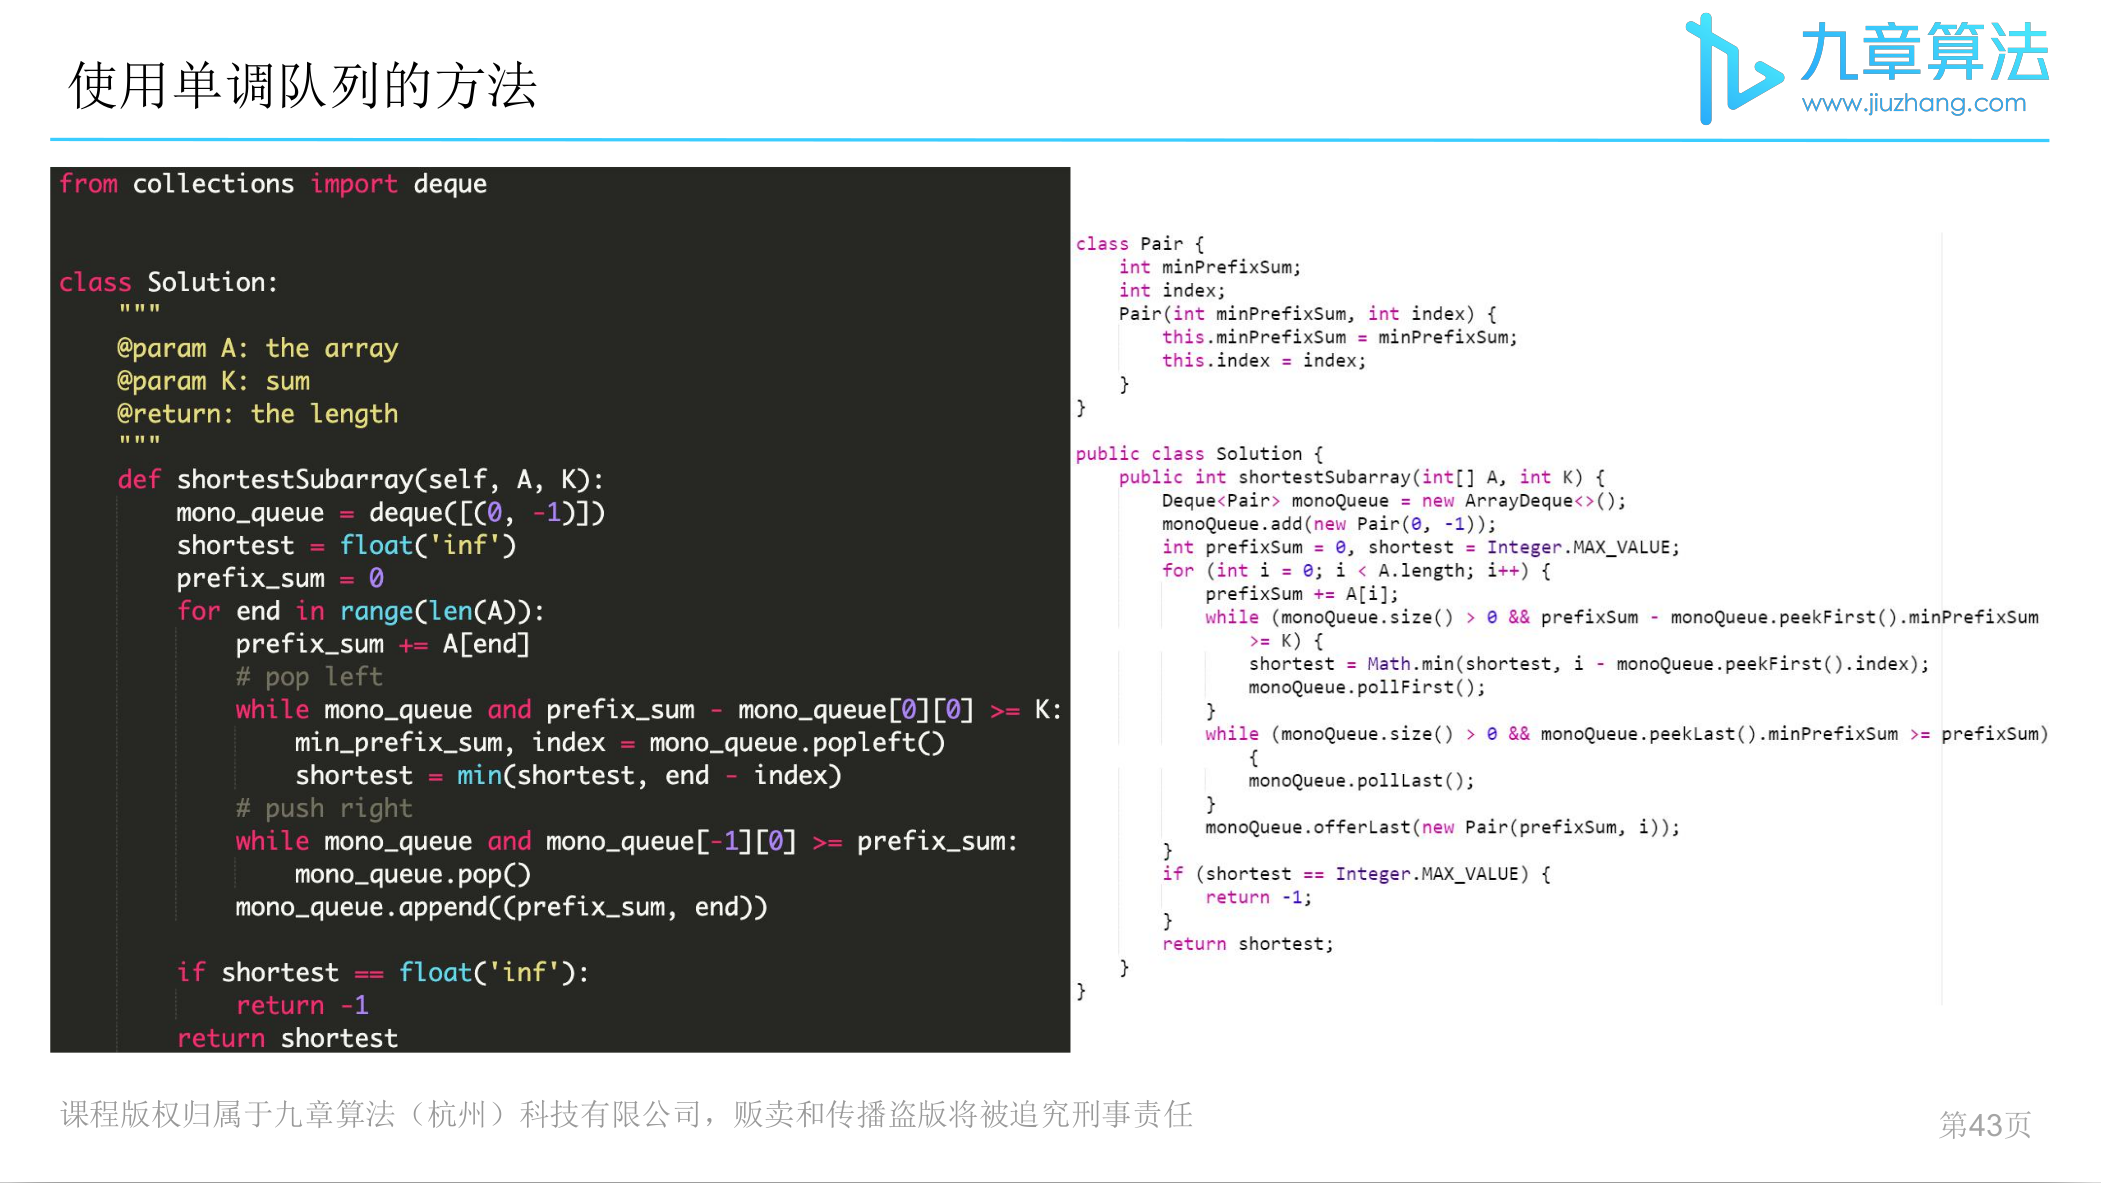 使用单调队列的方法
九章算法
www.jiuzhang.com
from collections import deque
class Solution:
    """
    @param A: the array
    @param K: sum
    @return: the length
    """
    def shortestSubarray(self, A, K):
        mono_queue = deque([(0, -1)])
        shortest = float('inf')
        prefix_sum = 0
        for end in range(len(A)):
            prefix_sum += A[end]
            # pop left
            while mono_queue and prefix_sum - mono_queue[0][0] >= K:
                min_prefix_sum, index = mono_queue.popleft()
                shortest = min(shortest, end - index)
            # push right
            while mono_queue and mono_queue[-1][0] >= prefix_sum:
                mono_queue.pop()
            mono_queue.append((prefix_sum, end))
        if shortest == float('inf'):
            return -1
        return shortest
class Pair {
    int minPrefixSum;
    int index;
    Pair(int minPrefixSum, int index) {
        this.minPrefixSum = minPrefixSum;
        this.index = index;
    }
}
public class Solution {
    public int shortestSubarray(int[] A, int K) {
        Deque<Pair> monoQueue = new ArrayDeque<>();
        monoQueue.add(new Pair(0, -1));
        int prefixSum = 0, shortest = Integer.MAX_VALUE;
        for (int i = 0; i < A.length; i++) {
            prefixSum += A[i];
            while (monoQueue.size() > 0 && prefixSum - monoQueue.peekFirst().minPrefixSum
                >= K) {
                shortest = Math.min(shortest, i - monoQueue.peekFirst().index);
                monoQueue.pollFirst();
            }
            while (monoQueue.size() > 0 && monoQueue.peekLast().minPrefixSum >= prefixSum)
                {
                monoQueue.pollLast();
            }
            monoQueue.offerLast(new Pair(prefixSum, i));
        }
        if (shortest == Integer.MAX_VALUE) {
            return -1;
        }
        return shortest;
    }
}
课程版权归属于九章算法（杭州）科技有限公司，贩卖和传播盗版将被追究刑事责任
第43页